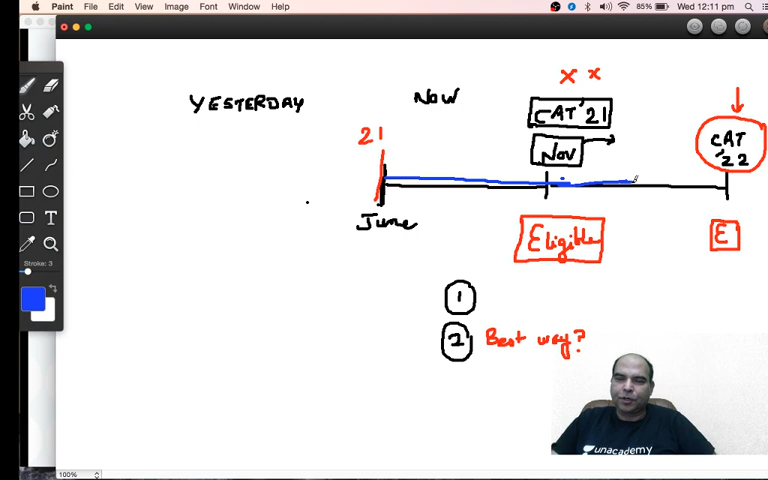 Paint File Edit View Image Font Window Help 85% Wed 12:11 pm
YESTERDAY NOW
CAT'21
21
Nov
CAT
'22
June
Eligible
E
1
2 Best way?
unacademy
Stroke: 3
T
100%